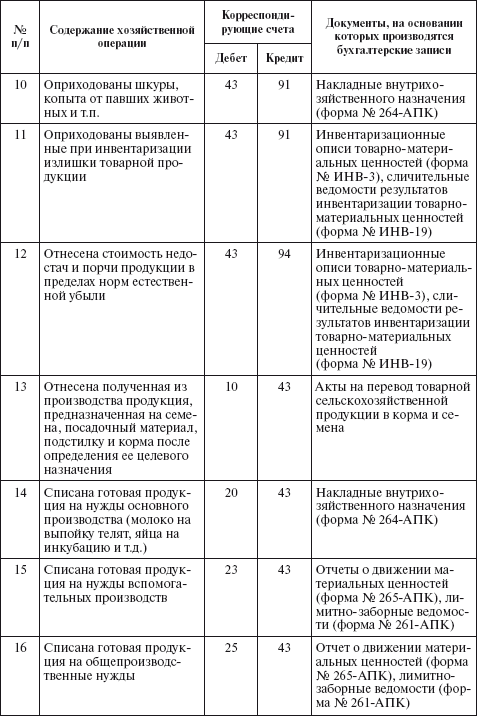 № п/п
Содержание хозяйственной операции
Корреспонди-
рующие счета
Дебет
Кредит
Документы, на основании
которых производятся
бухгалтерские записи
10
Оприходованы шкуры,
копыта от павших живот-
ных и т.п.
43
91
Накладные внутрихо-
зяйственного назначения
(форма № 264-АПК)
11
Оприходованы выявлен-
ные при инвентаризации
излишки товарной про-
дукции
43
91
Инвентаризационные
описи товарно-матери-
альных ценностей (форма
№ ИНВ-3), сличительные
ведомости результатов
инвентаризации товарно-
материальных ценностей
(форма № ИНВ-19)
12
Отнесена стоимость недо-
стач и порчи продукции в
пределах норм естествен-
ной убыли
43
94
Инвентаризационные
описи товарно-материаль-
ных ценностей
(форма № ИНВ-3), сли-
чительные ведомости ре-
зультатов инвентаризации
товарно-материальных
ценностей
(форма № ИНВ-19)
13
Отнесена полученная из
производства продукция,
предназначенная на семе-
на, посадочный материал,
подстилку и корма после
определения ее целевого
назначения
10
43
Акты на перевод товарной
сельскохозяйственной
продукции в корма и се-
мена
14
Списана готовая продук-
ция на нужды основного
производства (молоко на
выпойку телят, яйца на
инкубацию и т.д.)
20
43
Накладные внутрихо-
зяйственного назначения
(форма № 264-АПК)
15
Списана готовая продук-
ция на нужды вспомога-
тельных производств
23
43
Отчеты о движении ма-
териальных ценностей
(форма № 265-АПК), ли-
митно-заборные ведомос-
ти (форма № 261-АПК)
16
Списана готовая продук-
ция на общепроизводс-
твенные нужды
25
43
Отчет о движении матери-
альных ценностей (форма
№ 265-АПК), лимитно-
заборные ведомости (фор-
ма № 261-АПК)